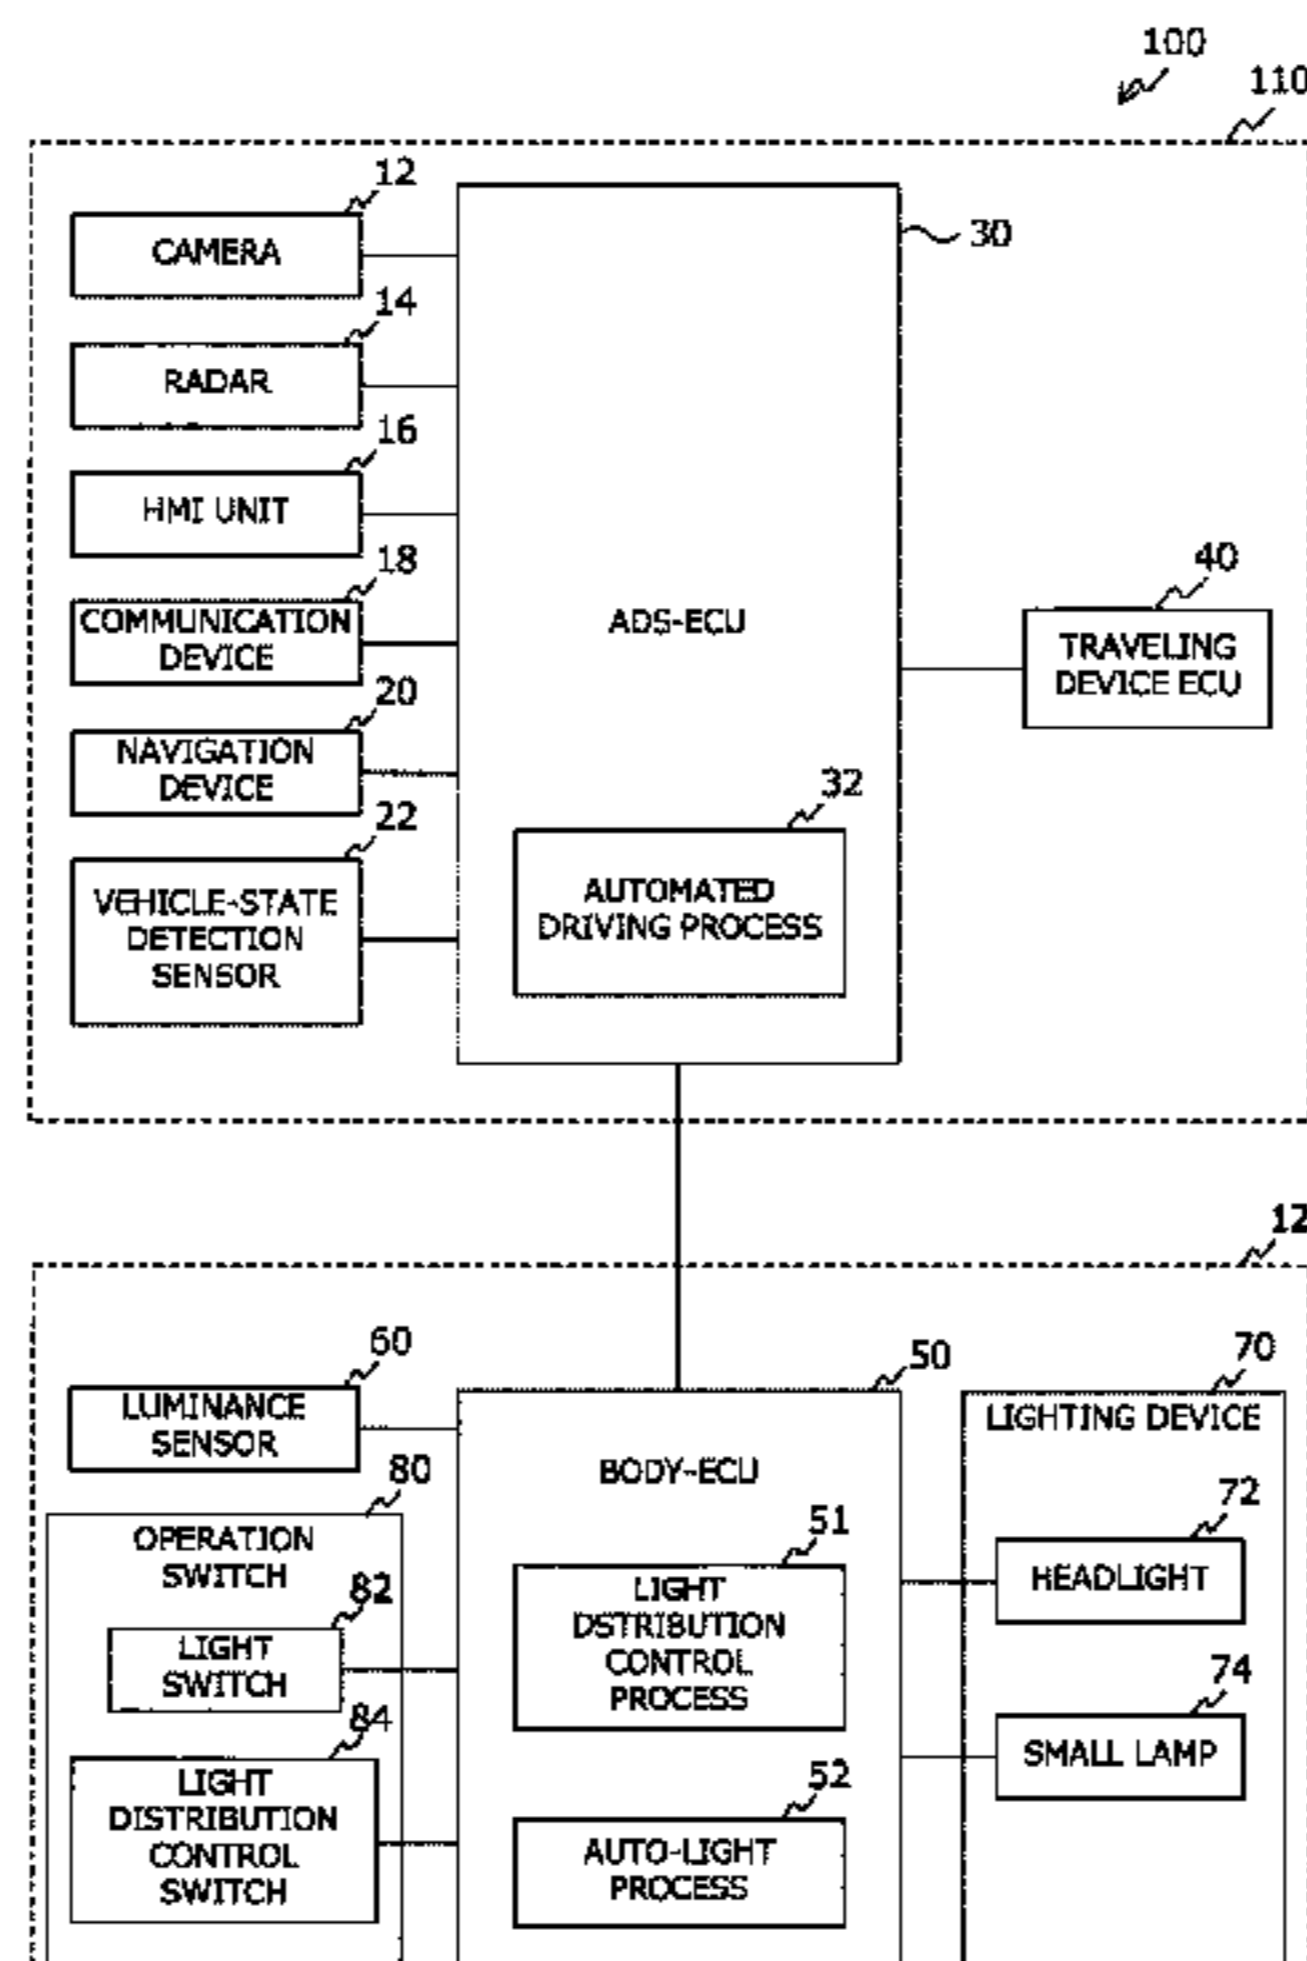 100
110
12
CAMERA
30
14
RADAR
16
HMI UNIT
18
COMMUNICATION
DEVICE
ADS-ECU
40
TRAVELING
DEVICE ECU
20
NAVIGATION
DEVICE
22
VEHICLE-STATE
DETECTION
SENSOR
32
AUTOMATED
DRIVING PROCESS
12
60
LUMINANCE
SENSOR
50
BODY-ECU
70
LIGHTING DEVICE
80
OPERATION
SWITCH
82
LIGHT
SWITCH
84
LIGHT
DISTRIBUTION
CONTROL
SWITCH
51
LIGHT
DSTRIBUTION
CONTROL
PROCESS
52
AUTO-LIGHT
PROCESS
72
HEADLIGHT
74
SMALL LAMP